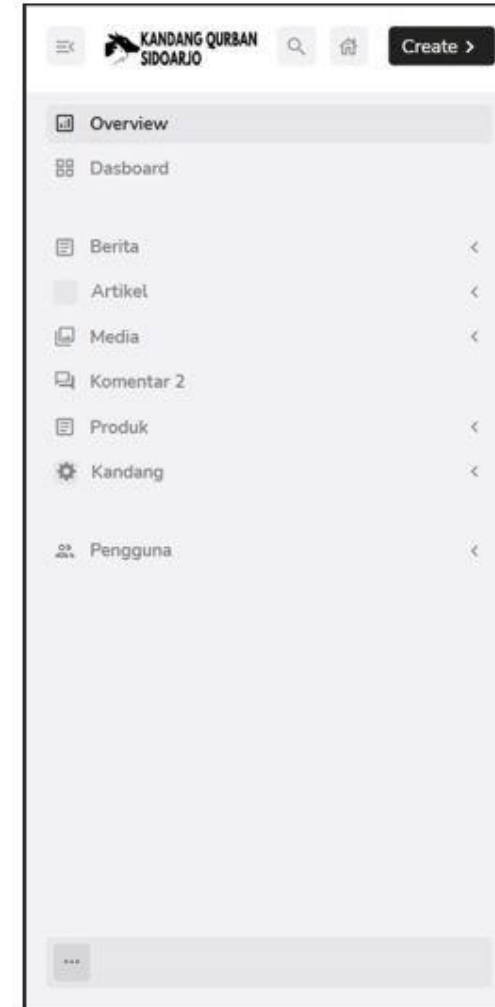 KANDANG QURBAN
SIDOARJO
Create >
Overview
Dasboard
Berita
Artikel
Media
Komentar 2
Produk
Kandang
Pengguna
...